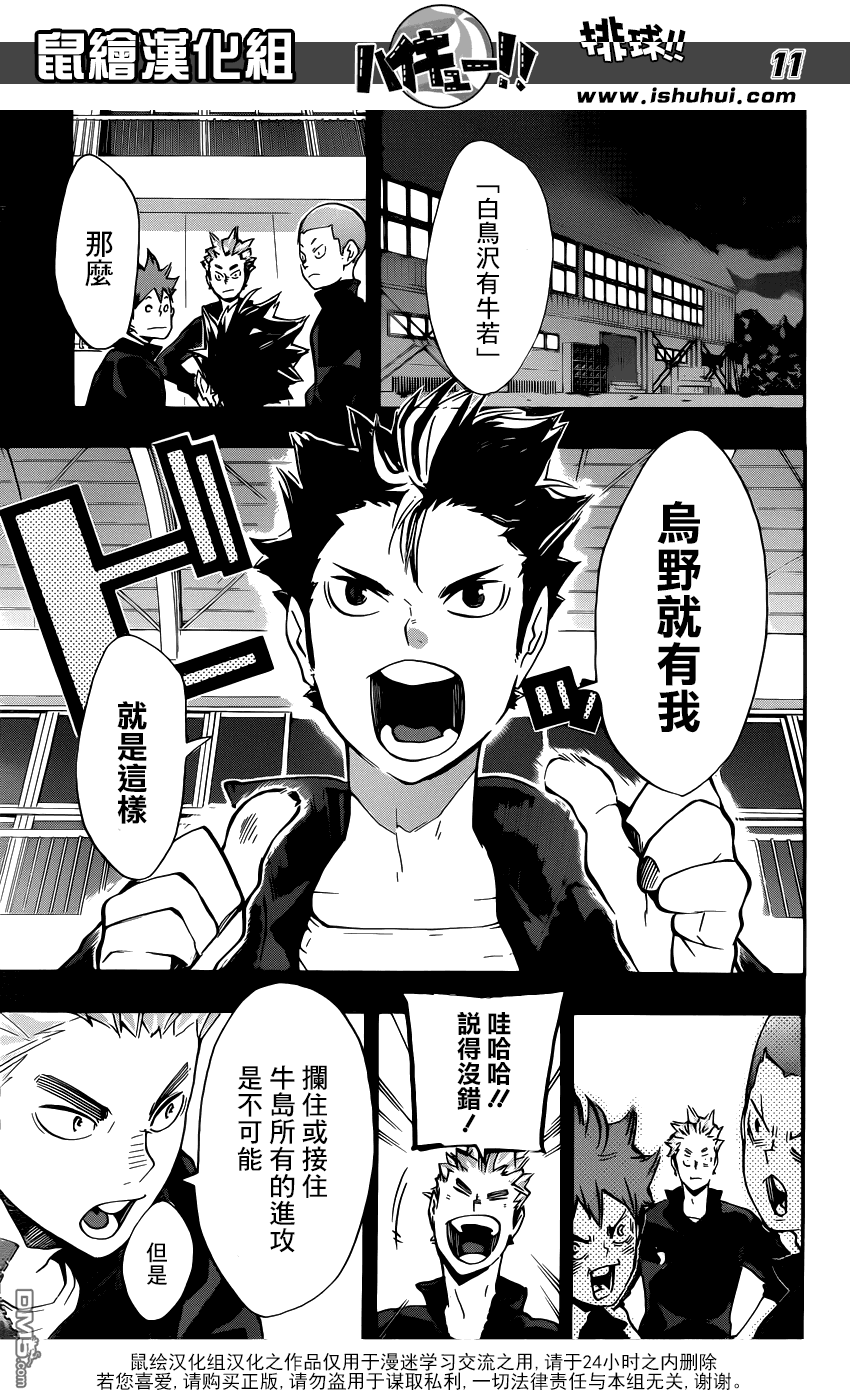 鼠繪漢化組
ハイキュー!!
排球!!
11
www.ishuhui.com
「白鳥沢有牛若」
那麼
烏野就有我
ドン
就是這樣
哇哈哈!!
説得沒錯!
攔住或接住
牛島所有的進攻
是不可能
但是
DM5.com
鼠绘汉化组汉化之作品仅用于漫迷学习交流之用, 请于24小时之内删除
若您喜爱, 请购买正版, 请勿盗用于谋取私利, 一切法律责任与本组无关, 谢谢。